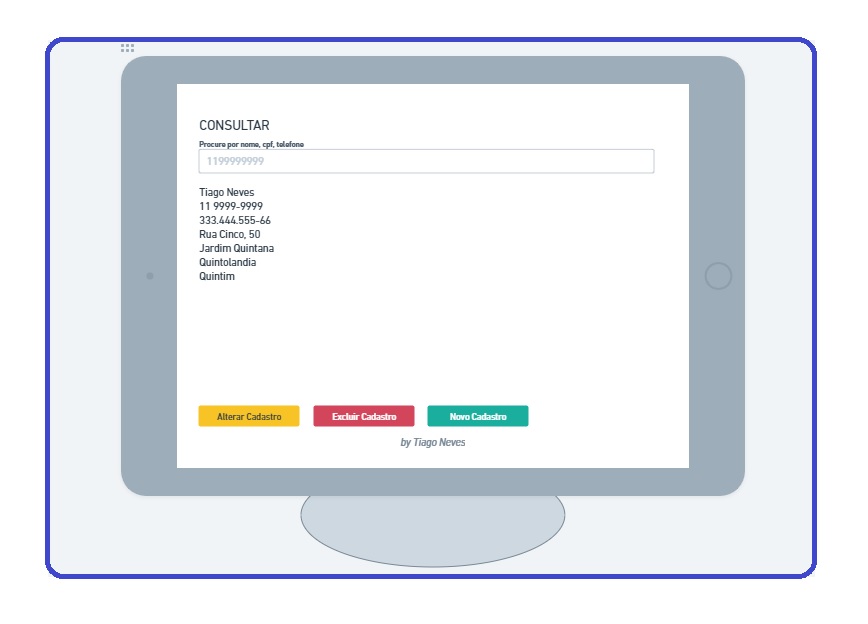 CONSULTAR
Procure por nome, cpf, telefone
1199999999
Tiago Neves
11 9999-9999
333.444.555-66
Rua Cinco, 50
Jardim Quintana
Quintolandia
Quintim
Alterar Cadastro
Excluir Cadastro
Novo Cadastro
by Tiago Neves